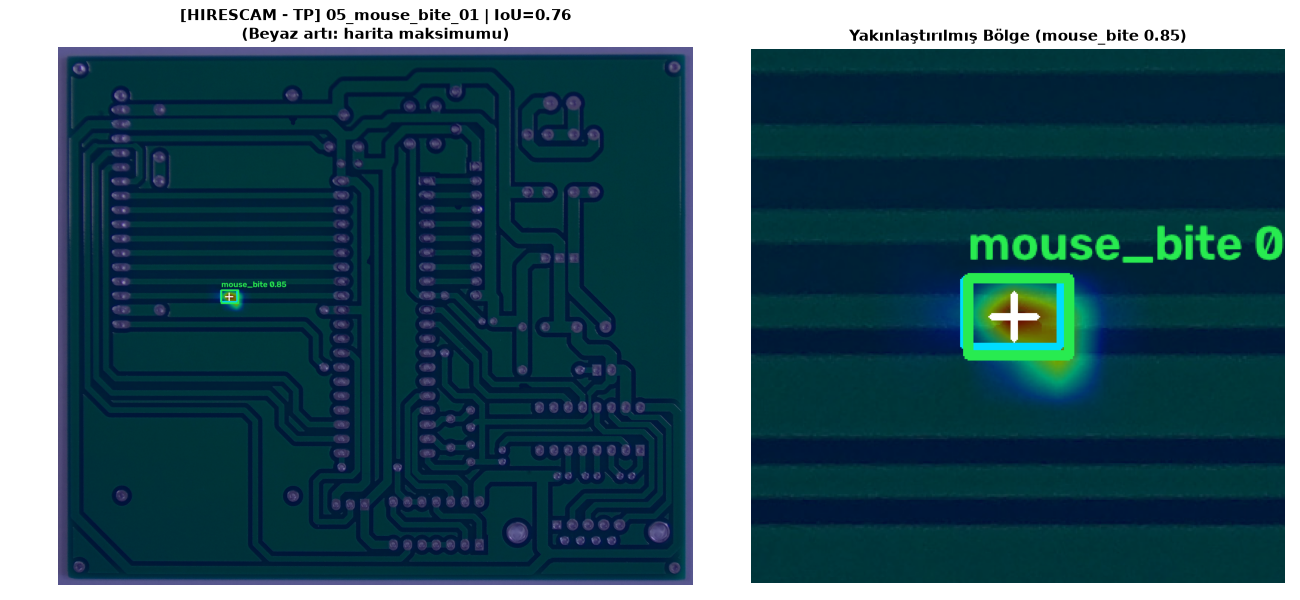 [HIRESCAM - TP] 05_mouse_bite_01 | IoU=0.76
(Beyaz artı: harita maksimumu)
mouse_bite 0.85
Yakınlaştırılmış Bölge (mouse_bite 0.85)
mouse_bite 0